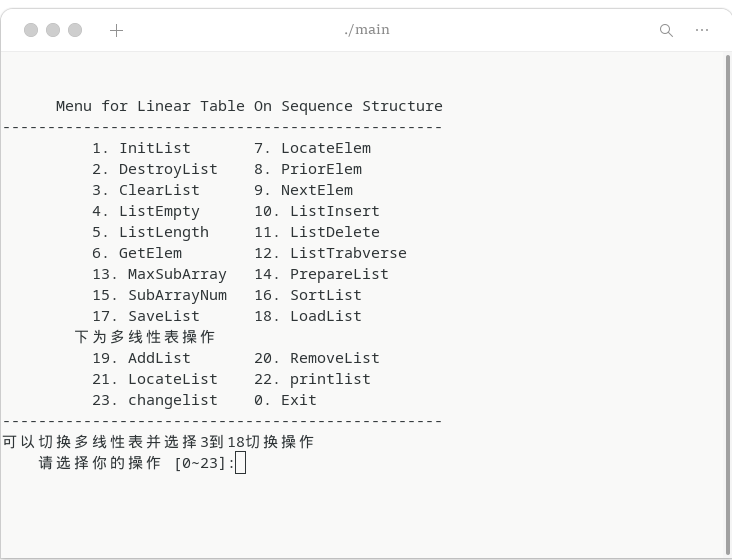 ./main
Menu for Linear Table On Sequence Structure
-------------------------------------------------
1. InitList 7. LocateElem
2. DestroyList 8. PriorElem
3. ClearList 9. NextElem
4. ListEmpty 10. ListInsert
5. ListLength 11. ListDelete
6. GetElem 12. ListTrabverse
13. MaxSubArray 14. PrepareList
15. SubArrayNum 16. SortList
17. SaveList 18. LoadList
下为多线性表操作
19. AddList 20. RemoveList
21. LocateList 22. printlist
23. changelist 0. Exit
-------------------------------------------------
可以切换多线性表并选择3到18切换操作
请选择你的操作 [0~23]: